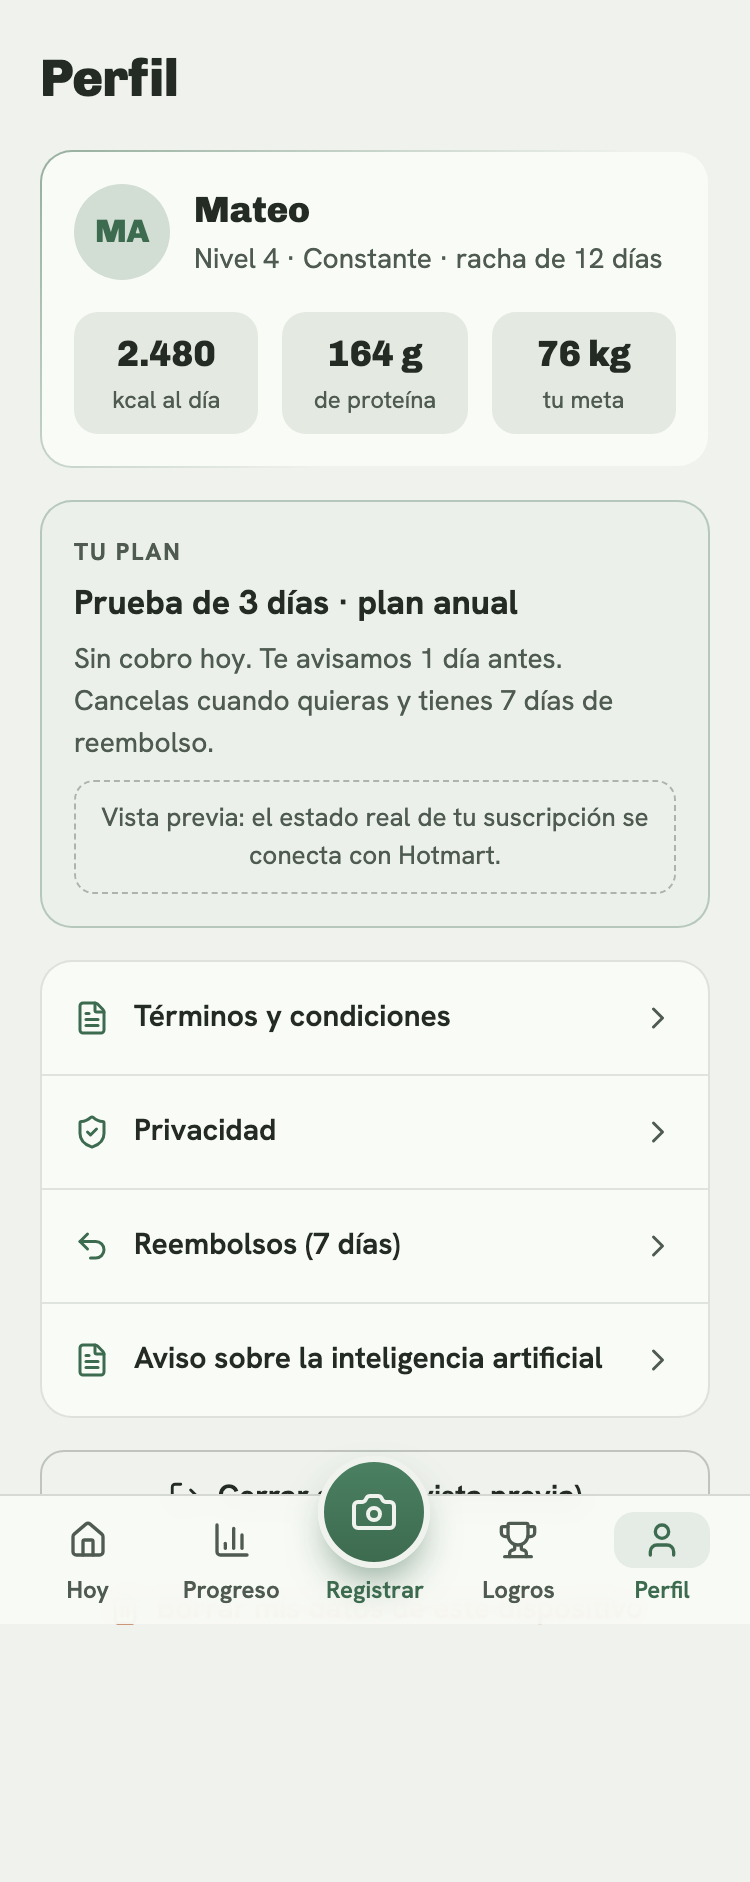 Perfil
MA
Mateo
Nivel 4 · Constante · racha de 12 días
2.480
kcal al día
164 g
de proteína
76 kg
tu meta
TU PLAN
Prueba de 3 días · plan anual
Sin cobro hoy. Te avisamos 1 día antes.
Cancelas cuando quieras y tienes 7 días de
reembolso.
Vista previa: el estado real de tu suscripción se
conecta con Hotmart.
Términos y condiciones
Privacidad
Reembolsos (7 días)
Aviso sobre la inteligencia artificial
Cerrar
vista previa)
Hoy
Progreso
Registrar
Logros
Perfil